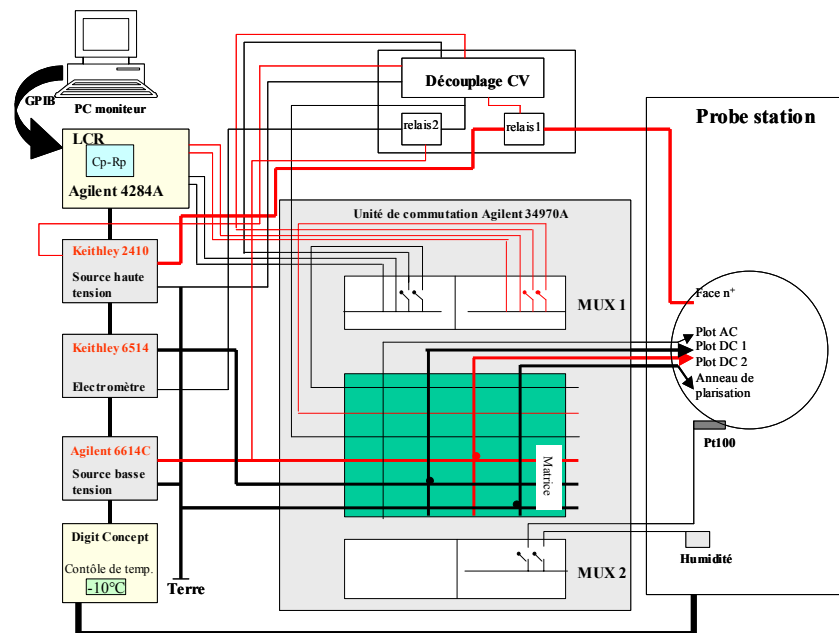 GPIB
PC moniteur
LCR
Cp-Rp
Agilent 4284A
Keithley 2410
Source haute
tension
Keithley 6514
Electromètre
Agilent 6614C
Source basse
tension
Digit Concept
Contôle de temp.
-10°C
Terre
Découplage CV
relais2
relais1
Unité de commutation Agilent 34970A
MUX 1
Matrice
MUX 2
Probe station
Face n⁺
Plot AC
Plot DC 1
Plot DC 2
Anneau de
plarisation
Pt100
Humidité